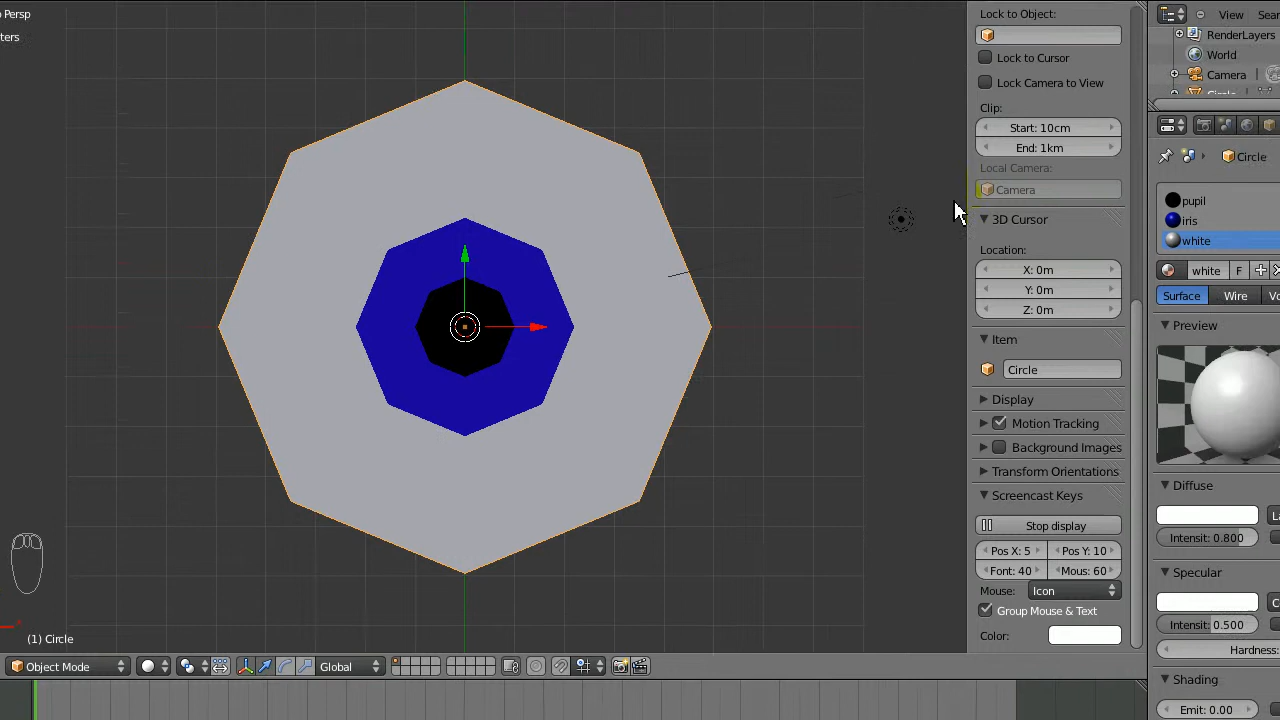 o Persp
ters
(1) Circle
Object Mode
Global
Lock to Object:
Lock to Cursor
Lock Camera to View
Clip:
Start: 10cm
End: 1km
Local Camera:
Camera
3D Cursor
Location:
X: 0m
Y: 0m
Z: 0m
Item
Circle
Display
Motion Tracking
Background Images
Transform Orientations
Screencast Keys
Stop display
Pos X: 5
Pos Y: 10
Font: 40
Mous: 60
Mouse:
Icon
Group Mouse & Text
Color:
View
Sear
RenderLayers
World
Camera
Circle
Circle
pupil
iris
white
white
F
Surface
Wire
Vo
Preview
Diffuse
La
Intensit: 0.800
Specular
C
Intensit: 0.500
Hardness:
Shading
Emit: 0.00